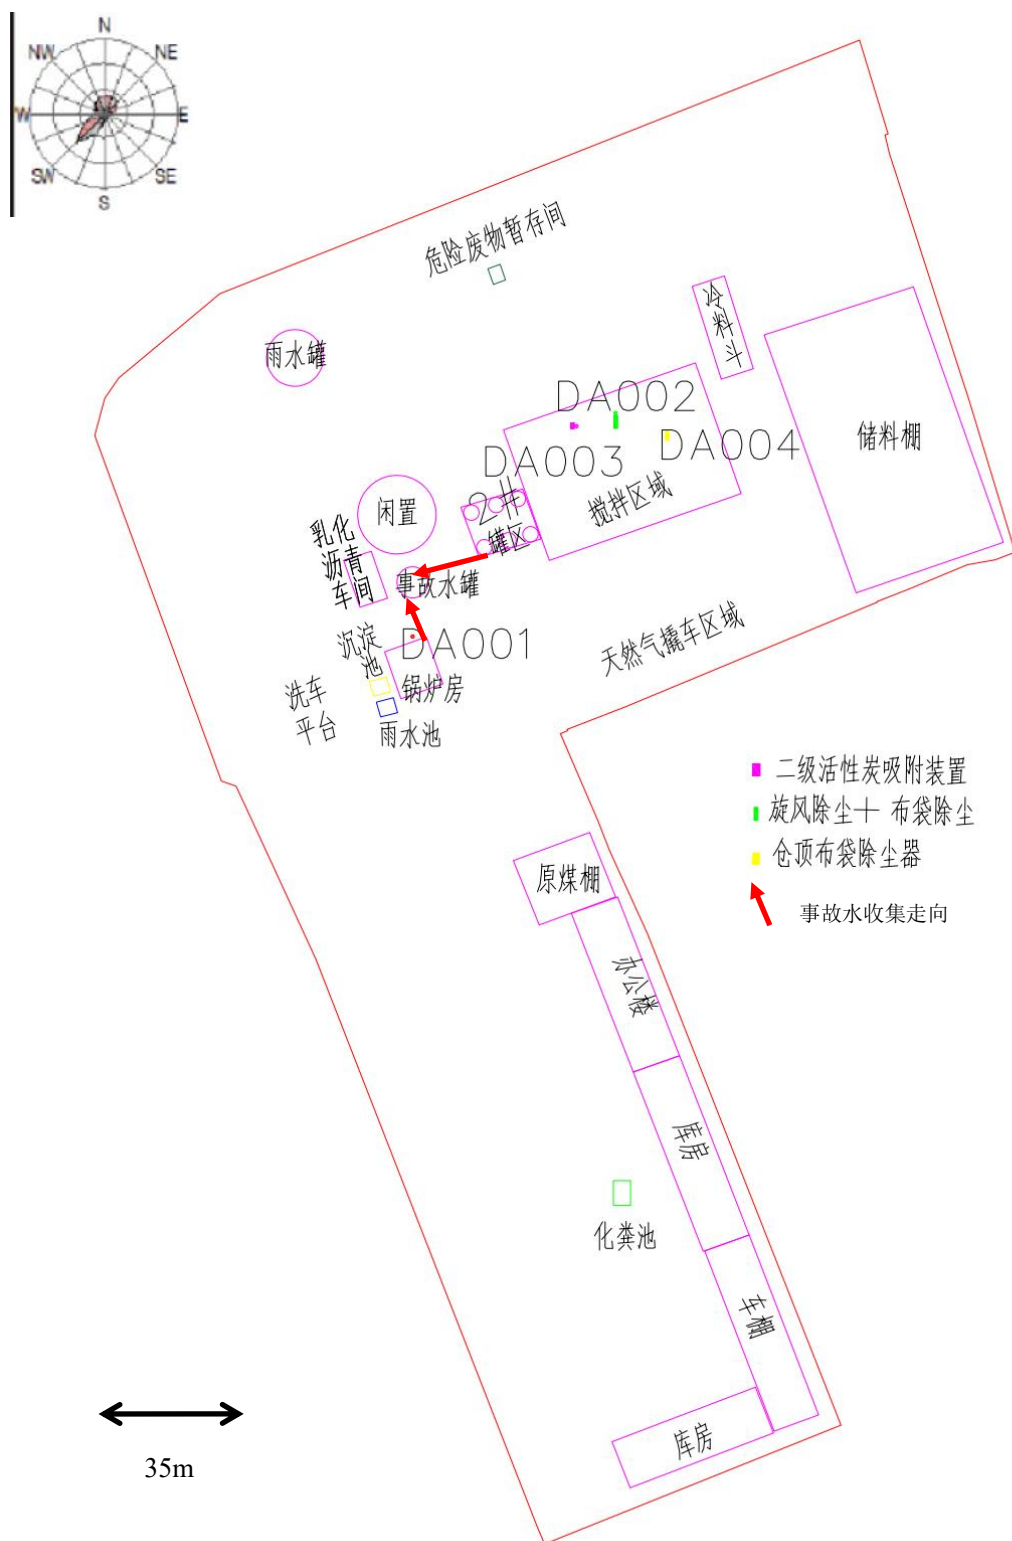 N
NW
NE
W
E
SW
SE
S
危险废物暂存间
冷料斗
雨水罐
DA002
储料棚
DA004
DA003
搅拌区域
2#
罐区
闲置
乳化
沥青
车间
事故水罐
天然气撬车区域
沉淀
池
DA001
锅炉房
洗车
平台
雨水池
二级活性炭吸附装置
旋风除尘+ 布袋除尘
仓顶布袋除尘器
事故水收集走向
原煤棚
办公楼
库房
化粪池
车棚
库房
35m